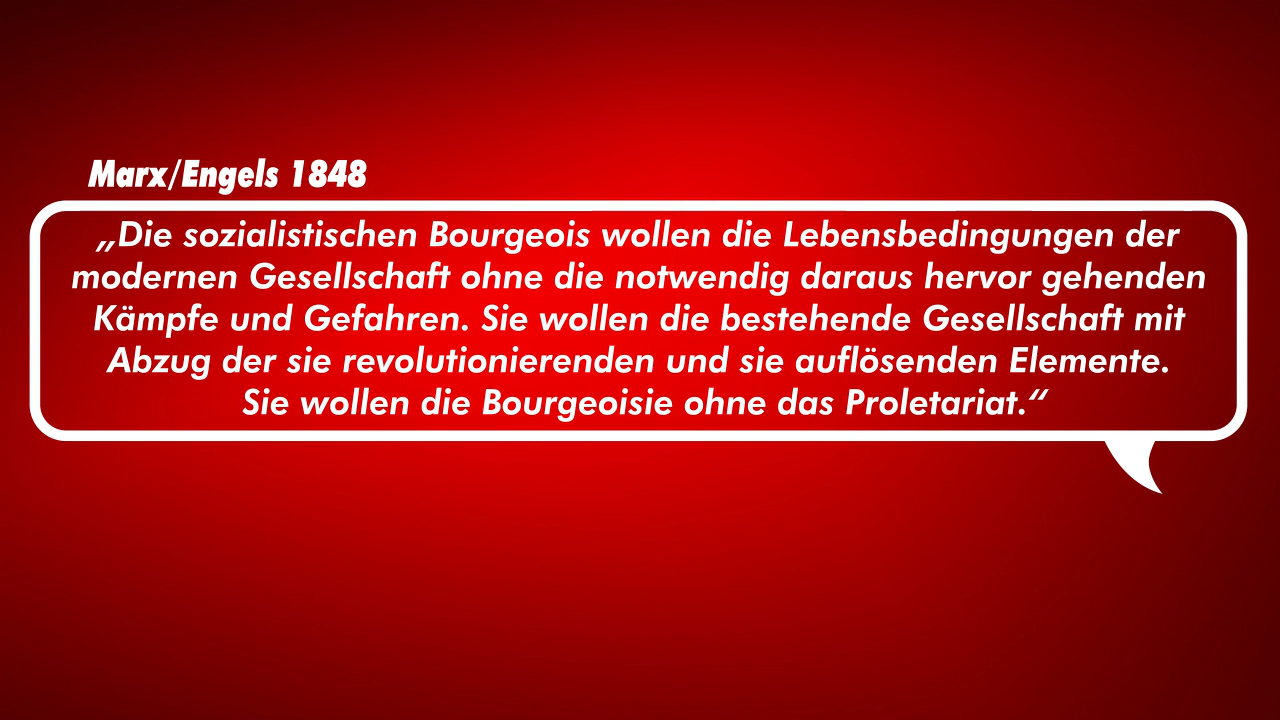 Marx/Engels 1848
„Die sozialistischen Bourgeois wollen die Lebensbedingungen der
modernen Gesellschaft ohne die notwendig daraus hervor gehenden
Kämpfe und Gefahren. Sie wollen die bestehende Gesellschaft mit
Abzug der sie revolutionierenden und sie auflösenden Elemente.
Sie wollen die Bourgeoisie ohne das Proletariat.“